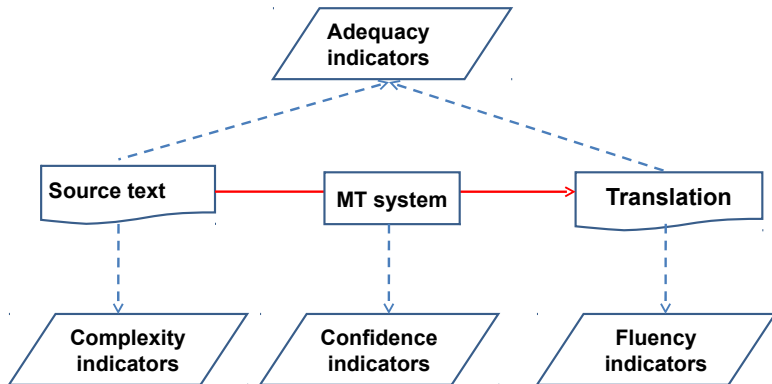 Adequacy
indicators
Source text
MT system
Translation
Complexity
indicators
Confidence
indicators
Fluency
indicators